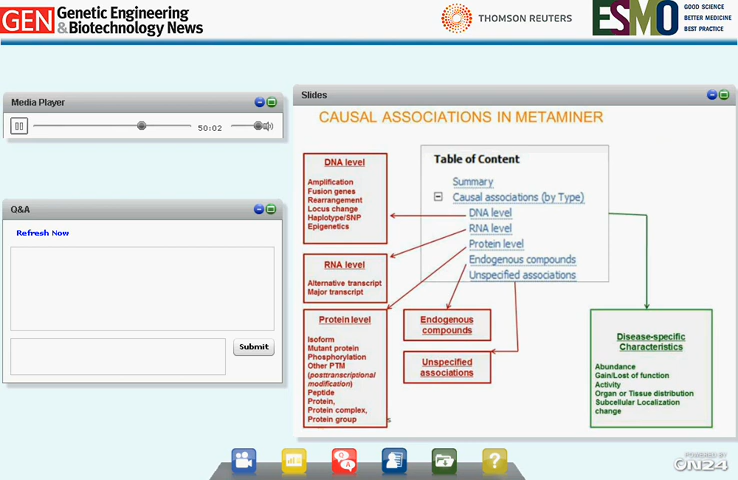 GEN Genetic Engineering
&Biotechnology News
THOMSON REUTERS
ESMO
GOOD SCIENCE
BETTER MEDICINE
BEST PRACTICE
Media Player
50:02
Q&A
Refresh Now
Submit
Slides
CAUSAL ASSOCIATIONS IN METAMINER
DNA level
Amplification
Fusion genes
Rearrangement
Locus change
Haplotype/SNP
Epigenetics
RNA level
Alternative transcript
Major transcript
Protein level
Isoform
Mutant protein
Phosphorylation
Other PTM
(posttranscriptional
modification)
Peptide
Protein,
Protein complex,
Protein group
s
Table of Content
Summary
Causal associations (by Type)
DNA level
RNA level
Protein level
Endogenous compounds
Unspecified associations
Endogenous
compounds
Unspecified
associations
Disease-specific
Characteristics
Abundance
Gain/Lost of function
Activity
Organ or Tissue distribution
Subcellular Localization
change
Q
A
?
POWERED BY
ON24